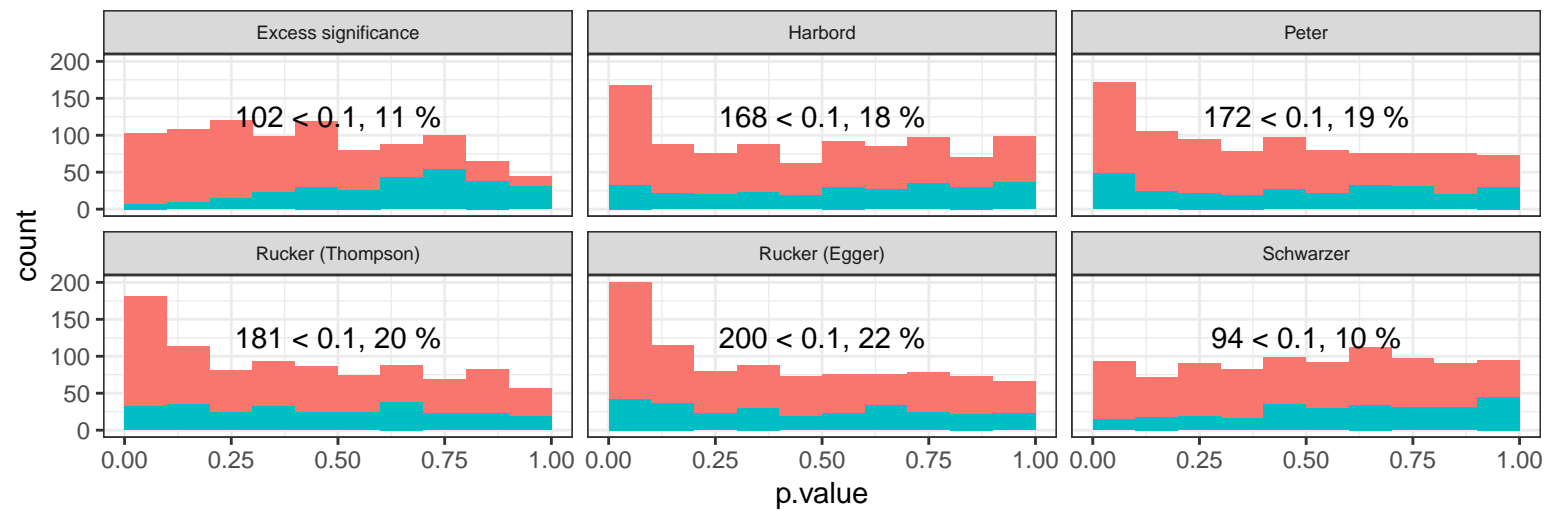 Excess significance Harbord Peter
200
150
102 < 0.1, 11 % 168 < 0.1, 18 % 172 < 0.1, 19 %
100
50
0
count
Rucker (Thompson) Rucker (Egger) Schwarzer
200
150
181 < 0.1, 20 % 200 < 0.1, 22 % 94 < 0.1, 10 %
100
50
0
0.00 0.25 0.50 0.75 1.00 0.00 0.25 0.50 0.75 1.00 0.00 0.25 0.50 0.75 1.00
p.value